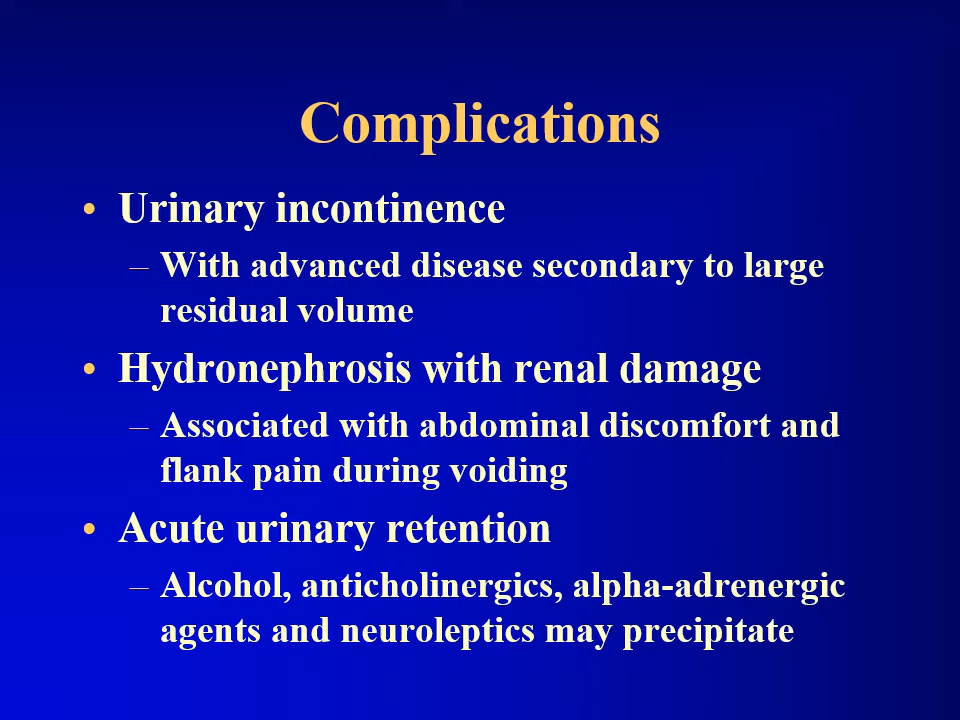 Complications
• Urinary incontinence
– With advanced disease secondary to large
residual volume
• Hydronephrosis with renal damage
– Associated with abdominal discomfort and
flank pain during voiding
• Acute urinary retention
– Alcohol, anticholinergics, alpha-adrenergic
agents and neuroleptics may precipitate